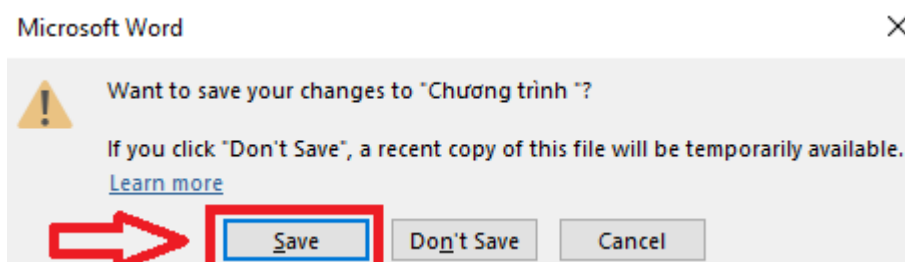 Microsoft Word
Want to save your changes to "Chương trình "?
If you click "Don't Save", a recent copy of this file will be temporarily available.
Learn more
Save Don't Save Cancel